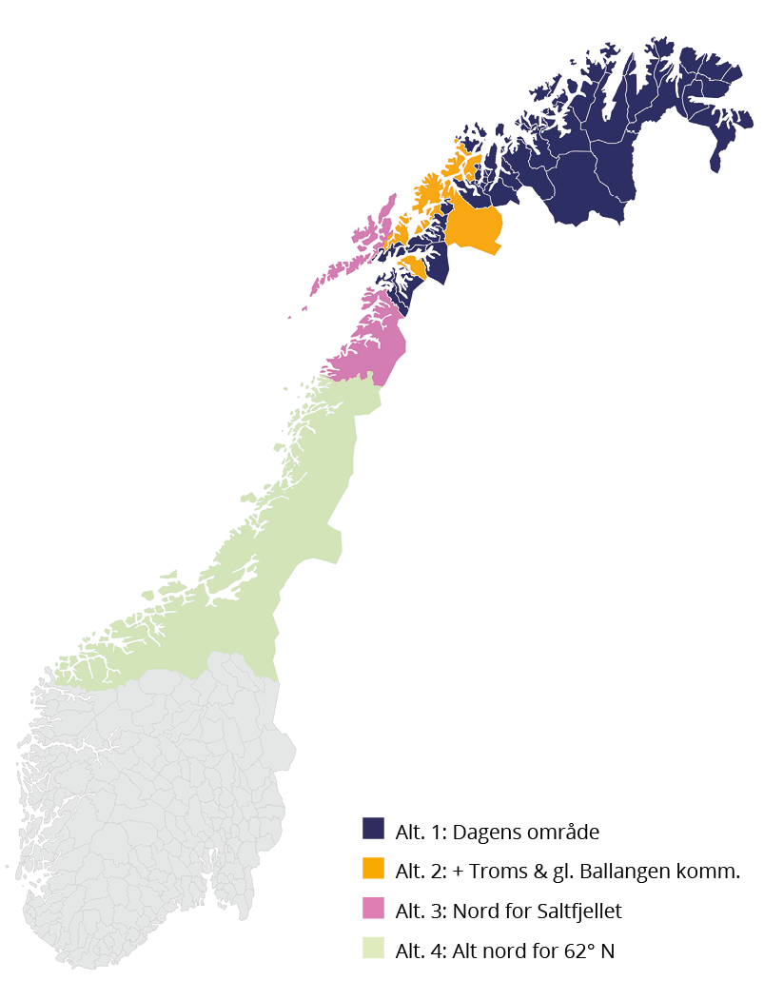 Alt. 1: Dagens område
Alt. 2: + Troms & gl. Ballangen komm.
Alt. 3: Nord for Saltfjellet
Alt. 4: Alt nord for 62° N